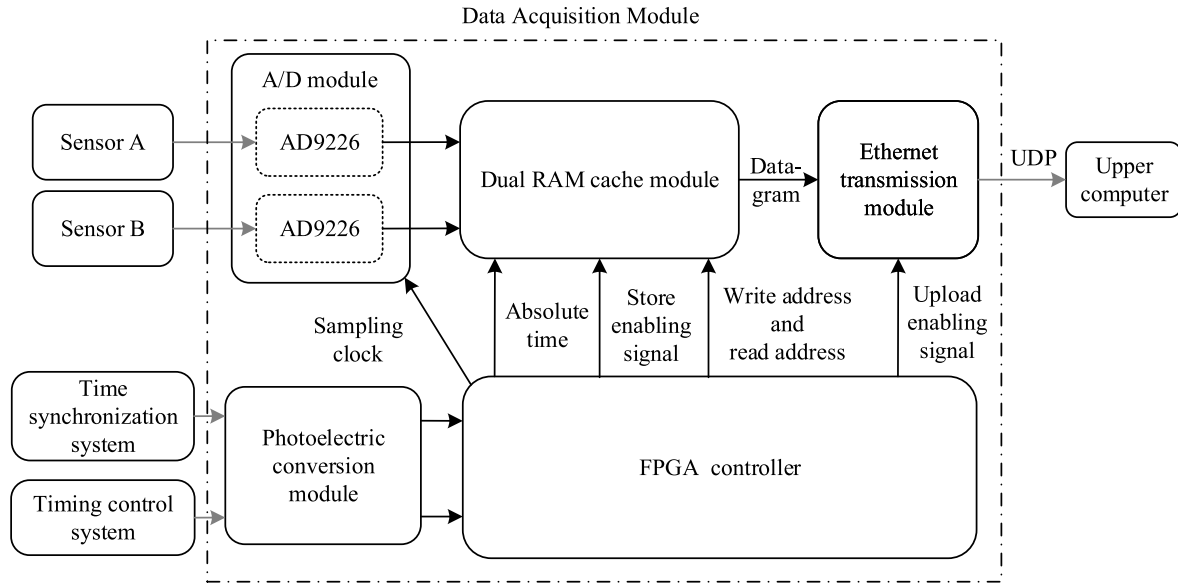 Data Acquisition Module
A/D module
Sensor A
AD9226
Sensor B
AD9226
Dual RAM cache module
Data-
gram
Ethernet
transmission
module
UDP
Upper
computer
Sampling
clock
Absolute
time
Store
enabling
signal
Write address
and
read address
Upload
enabling
signal
Time
synchronization
system
Timing control
system
Photoelectric
conversion
module
FPGA controller